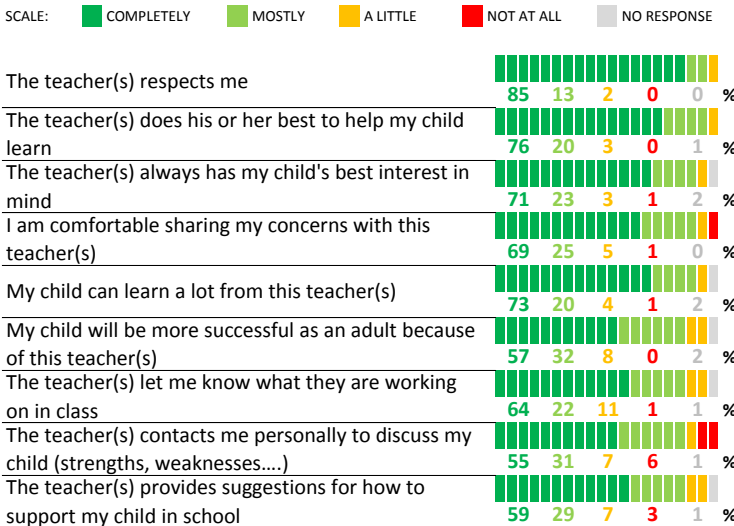 SCALE: COMPLETELY MOSTLY A LITTLE NOT AT ALL NO RESPONSE
The teacher(s) respects me
85 13 2 0 0 %
The teacher(s) does his or her best to help my child
learn
76 20 3 0 1 %
The teacher(s) always has my child's best interest in
mind
71 23 3 1 2 %
I am comfortable sharing my concerns with this
teacher(s)
69 25 5 1 0 %
My child can learn a lot from this teacher(s)
73 20 4 1 2 %
My child will be more successful as an adult because
of this teacher(s)
57 32 8 0 2 %
The teacher(s) let me know what they are working
on in class
64 22 11 1 1 %
The teacher(s) contacts me personally to discuss my
child (strengths, weaknesses....)
55 31 7 6 1 %
The teacher(s) provides suggestions for how to
support my child in school
59 29 7 3 1 %